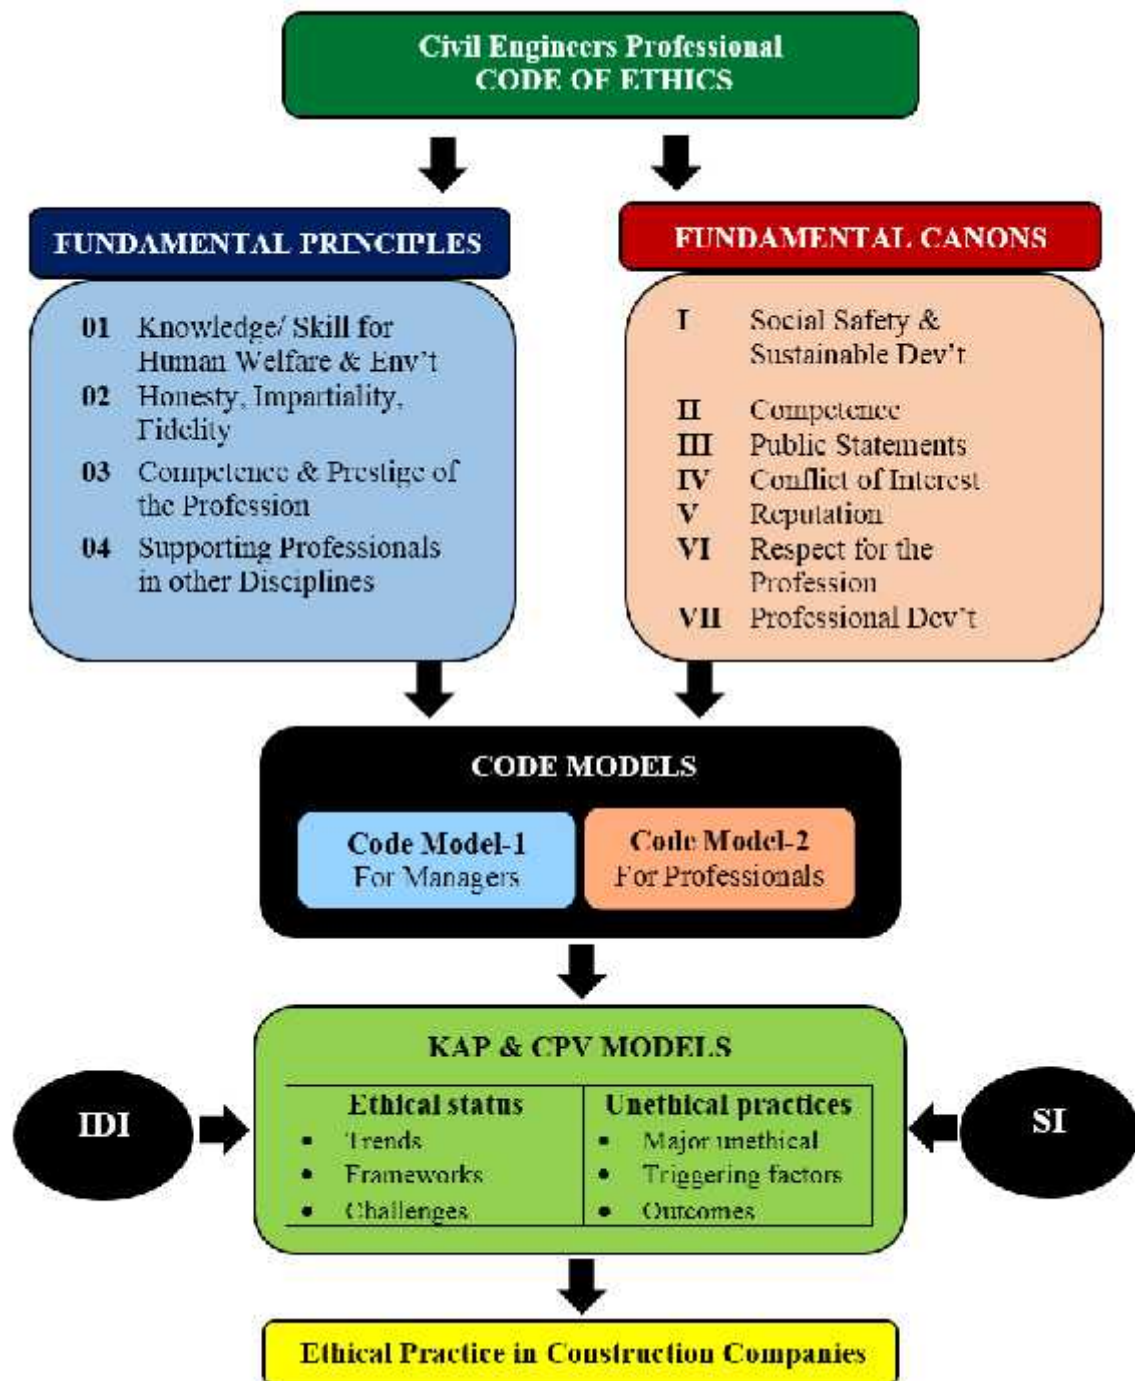 Civil Engineers Professional
CODE OF ETHICS
FUNDAMENTAL PRINCIPLES
01 Knowledge/ Skill for
Human Welfare & Env't
02 Honesty, Impartiality,
Fidelity
03 Competence & Prestige of
the Profession
04 Supporting Professionals
in other Disciplines
FUNDAMENTAL CANONS
I Social Safety &
Sustainable Dev't
II Competence
III Public Statements
IV Conflict of Interest
V Reputation
VI Respect for the
Profession
VII Professional Dev't
CODE MODELS
Code Model-1
For Managers
Code Model-2
For Professionals
KAP & CPV MODELS
Ethical status
• Trends
• Frameworks
• Challenges
Unethical practices
• Major unethical
• Triggering factors
• Outcomes
IDI
SI
Ethical Practice in Construction Companies